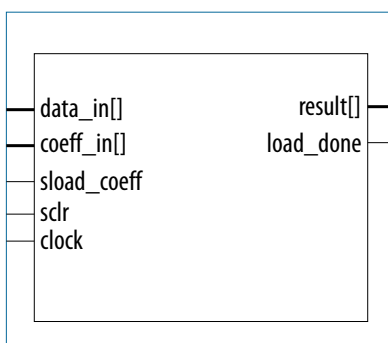 data_in[]
result[]
coeff_in[]
load_done
sload_coeff
sclr
clock